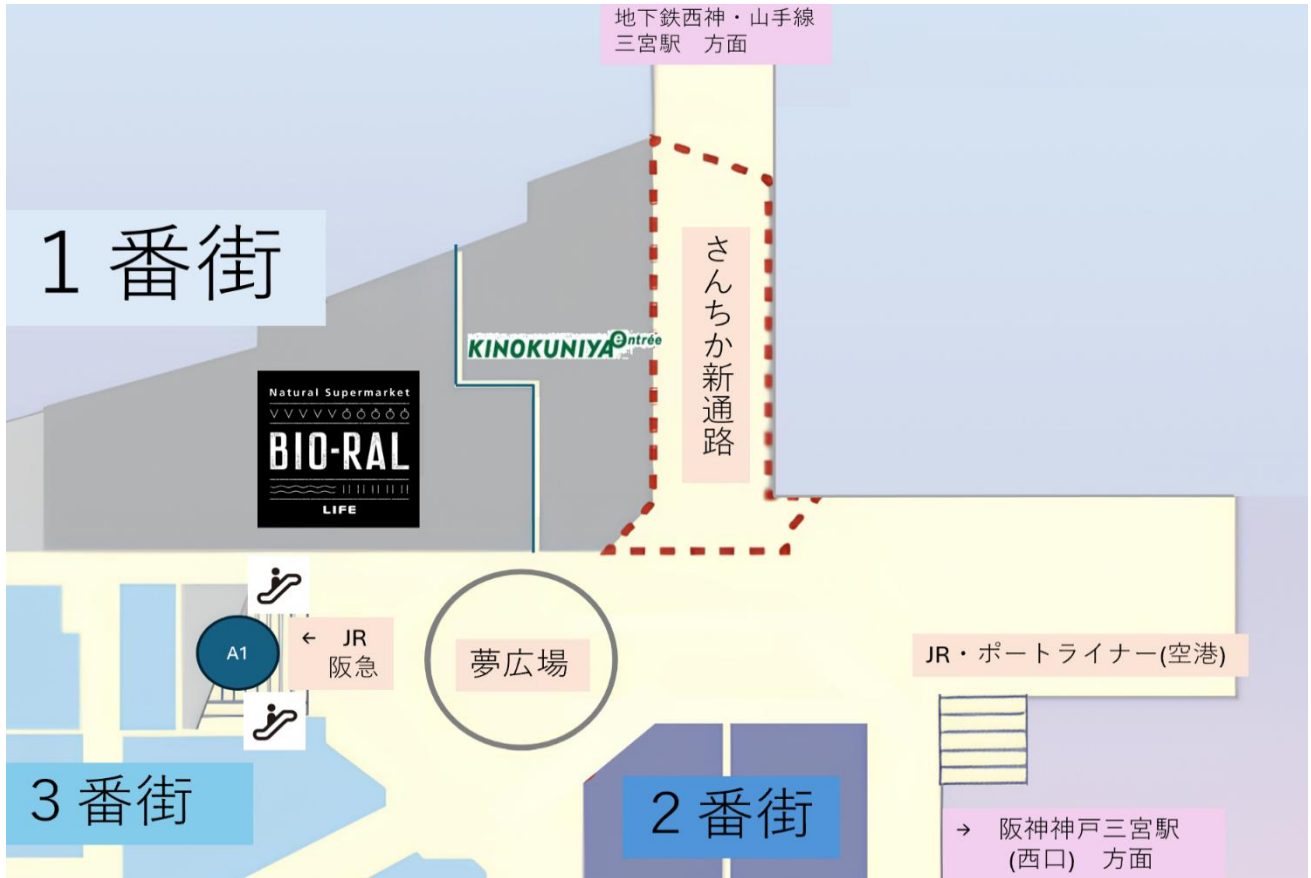 地下鉄西神・山手線
三宮駅　方面
1番街
さんちか新通路
KINOKUNIYA entrée
Natural Supermarket
BIO-RAL
LIFE
A1
← JR
阪急
夢広場
JR・ポートライナー(空港)
3番街
2番街
→ 阪神神戸三宮駅
(西口)　方面